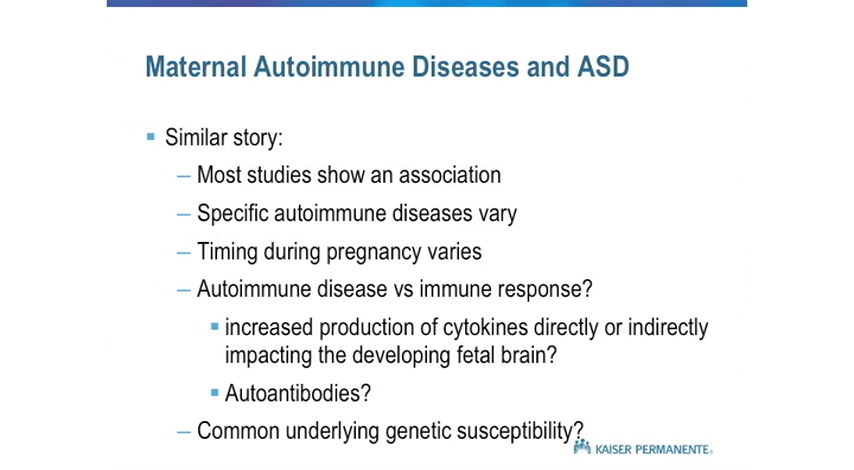 Maternal Autoimmune Diseases and ASD
Similar story:
– Most studies show an association
– Specific autoimmune diseases vary
– Timing during pregnancy varies
– Autoimmune disease vs immune response?
increased production of cytokines directly or indirectly
impacting the developing fetal brain?
Autoantibodies?
– Common underlying genetic susceptibility?
KAISER PERMANENTE®